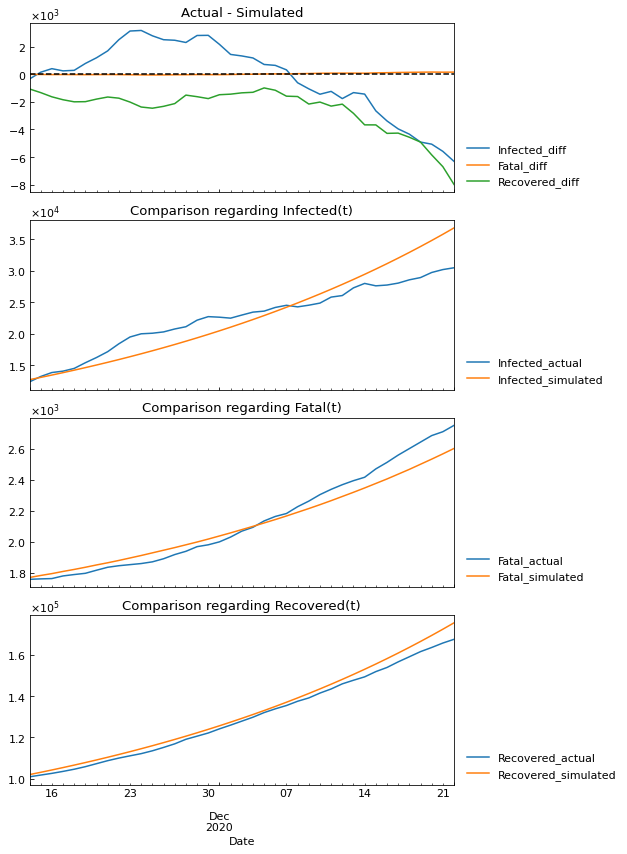 Actual - Simulated
×10³
2
0
−2
−4
−6
−8
Infected_diff
Fatal_diff
Recovered_diff
Comparison regarding Infected(t)
×10⁴
3.5
3.0
2.5
2.0
1.5
Infected_actual
Infected_simulated
Comparison regarding Fatal(t)
×10³
2.6
2.4
2.2
2.0
1.8
Fatal_actual
Fatal_simulated
Comparison regarding Recovered(t)
×10⁵
1.6
1.4
1.2
1.0
Recovered_actual
Recovered_simulated
16 23 30 07 14 21
Dec
2020
Date